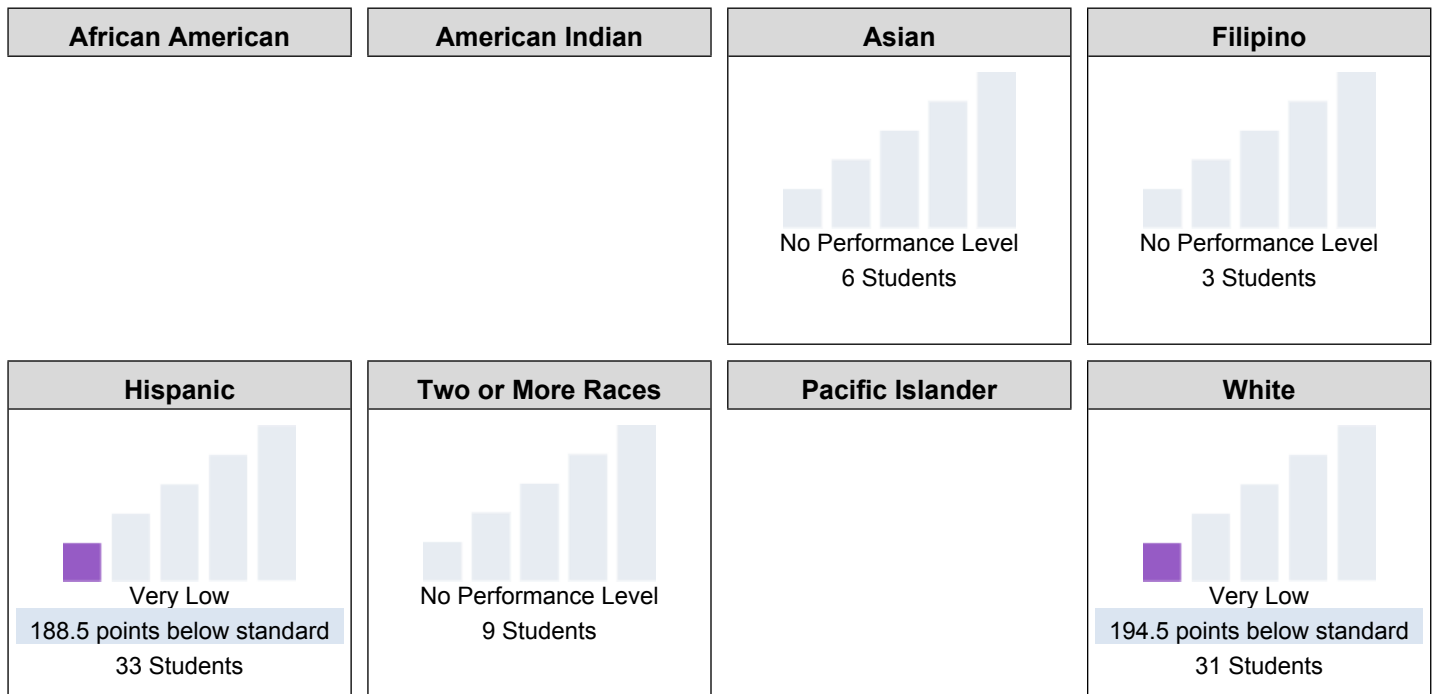 African American
American Indian
Asian
No Performance Level
6 Students
Filipino
No Performance Level
3 Students
Hispanic
Very Low
188.5 points below standard
33 Students
Two or More Races
No Performance Level
9 Students
Pacific Islander
White
Very Low
194.5 points below standard
31 Students